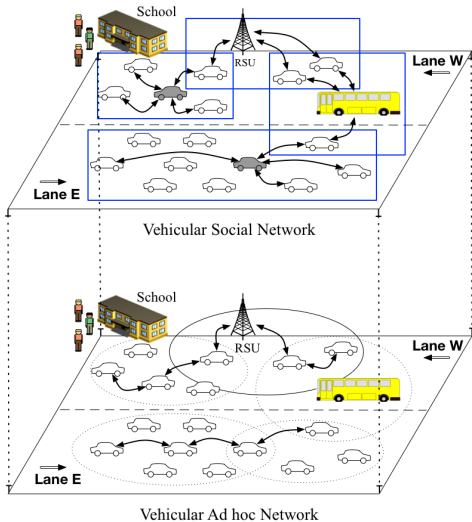 School
RSU
Lane W
Lane E
Vehicular Social Network
School
RSU
Lane W
Lane E
Vehicular Ad hoc Network